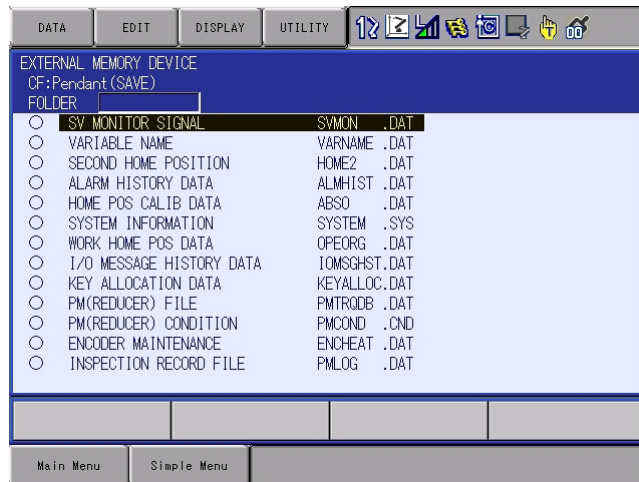 DATA EDIT DISPLAY UTILITY
EXTERNAL MEMORY DEVICE
CF:Pendant(SAVE)
FOLDER
SV MONITOR SIGNAL SVMON .DAT
VARIABLE NAME VARNAME .DAT
SECOND HOME POSITION HOME2 .DAT
ALARM HISTORY DATA ALMHIST .DAT
HOME POS CALIB DATA ABSO .DAT
SYSTEM INFORMATION SYSTEM .SYS
WORK HOME POS DATA OPEORG .DAT
I/O MESSAGE HISTORY DATA IOMSGHST.DAT
KEY ALLOCATION DATA KEYALLOC.DAT
PM(REDUCER) FILE PMTRQDB .DAT
PM(REDUCER) CONDITION PMCOND .CND
ENCODER MAINTENANCE ENCHEAT .DAT
INSPECTION RECORD FILE PMLOG .DAT
Main Menu Simple Menu